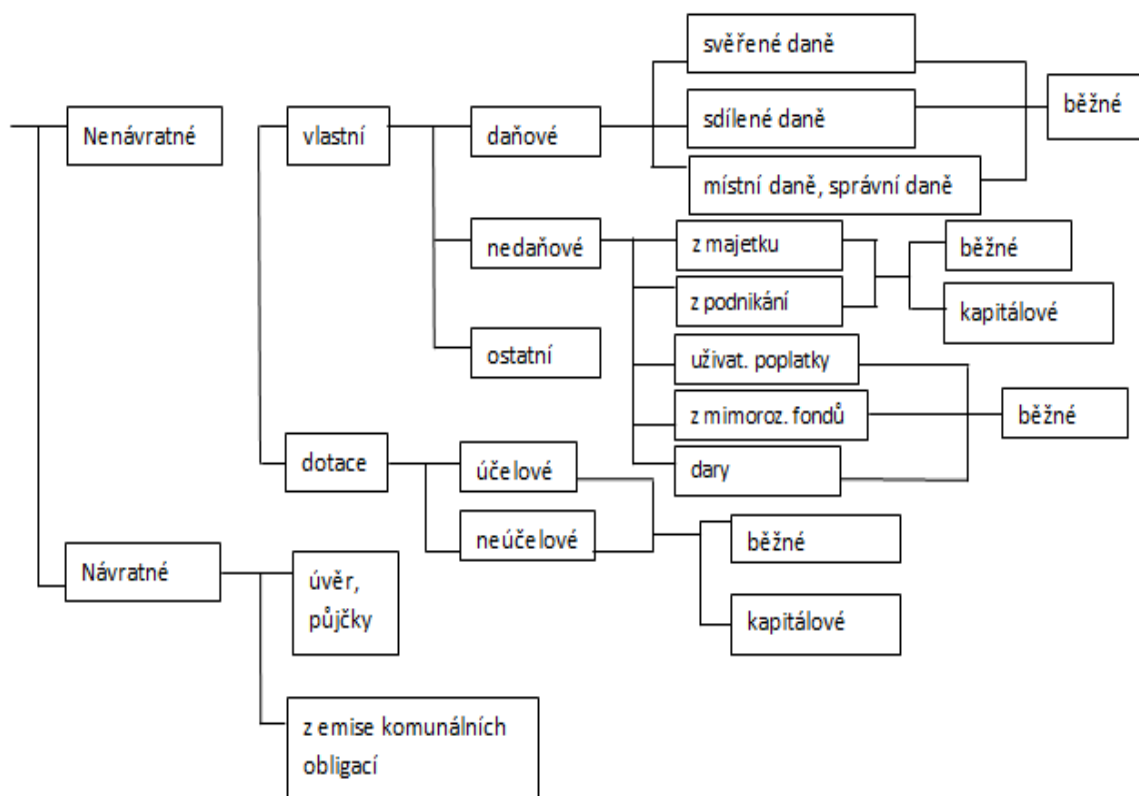 svěřené daně
Nenávratné
vlastní
daňové
sdílené daně
běžné
místní daně, správní daně
nedaňové
z majetku
běžné
z podnikání
kapitálové
ostatní
uživat. poplatky
z mimoroz. fondů
běžné
dotace
účelové
dary
neúčelové
běžné
Návratné
úvěr,
půjčky
kapitálové
z emise komunálních
obligací